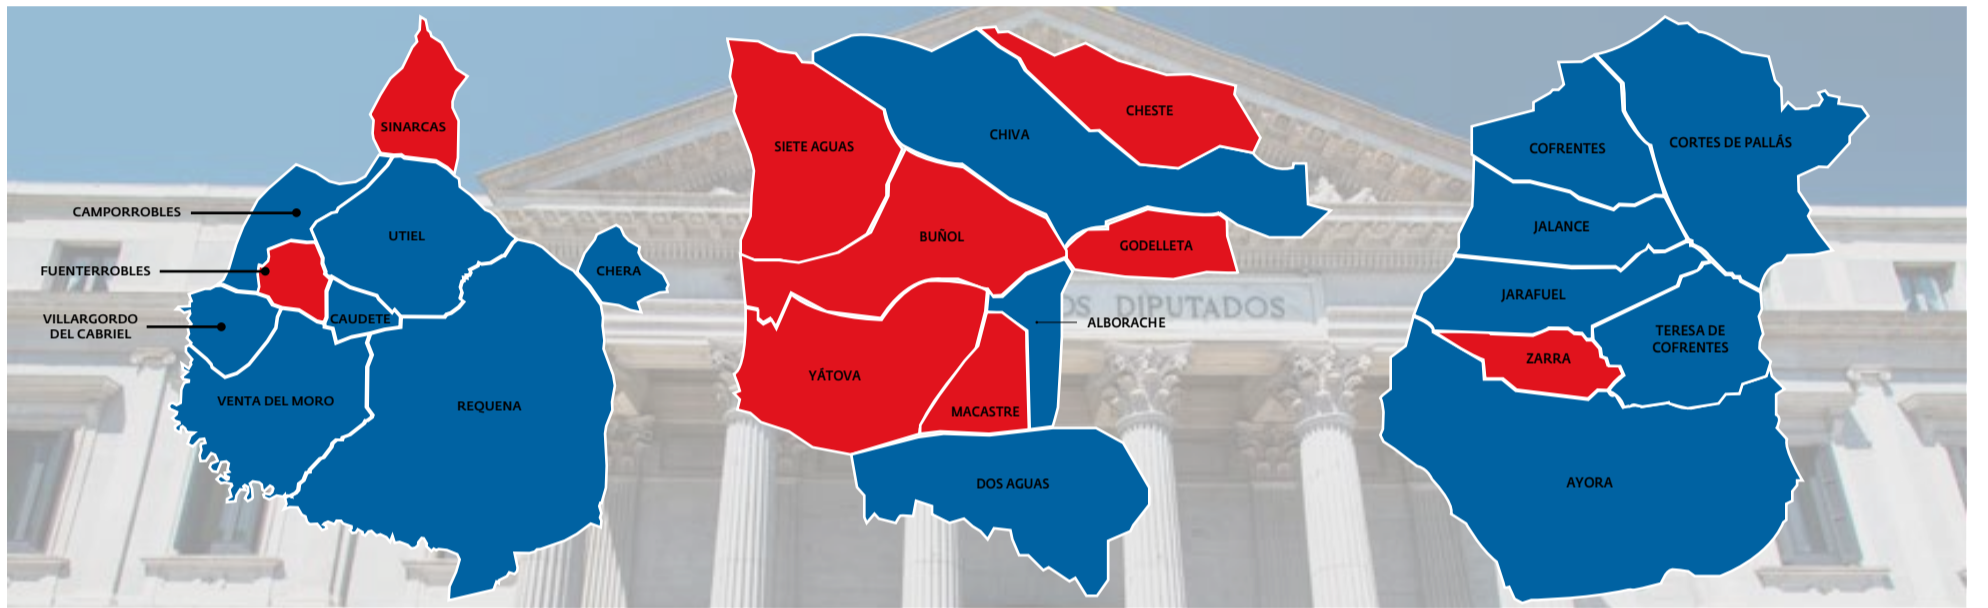 SINARCAS
CAMPORROBLES
UTIEL
FUENTERROBLES
CHERA
VILLARGORDO
DEL CABRIEL
CAUDETE
VENTA DEL MORO
REQUENA
SIETE AGUAS
CHIVA
CHESTE
BUÑOL
GODELLETA
OS DIPUTADOS
ALBORACHE
YÁTOVA
MACASTRE
DOS AGUAS
COFRENTES
CORTES DE PALLÁS
JALANCE
JARAFUEL
TERESA DE
COFRENTES
ZARRA
AYORA